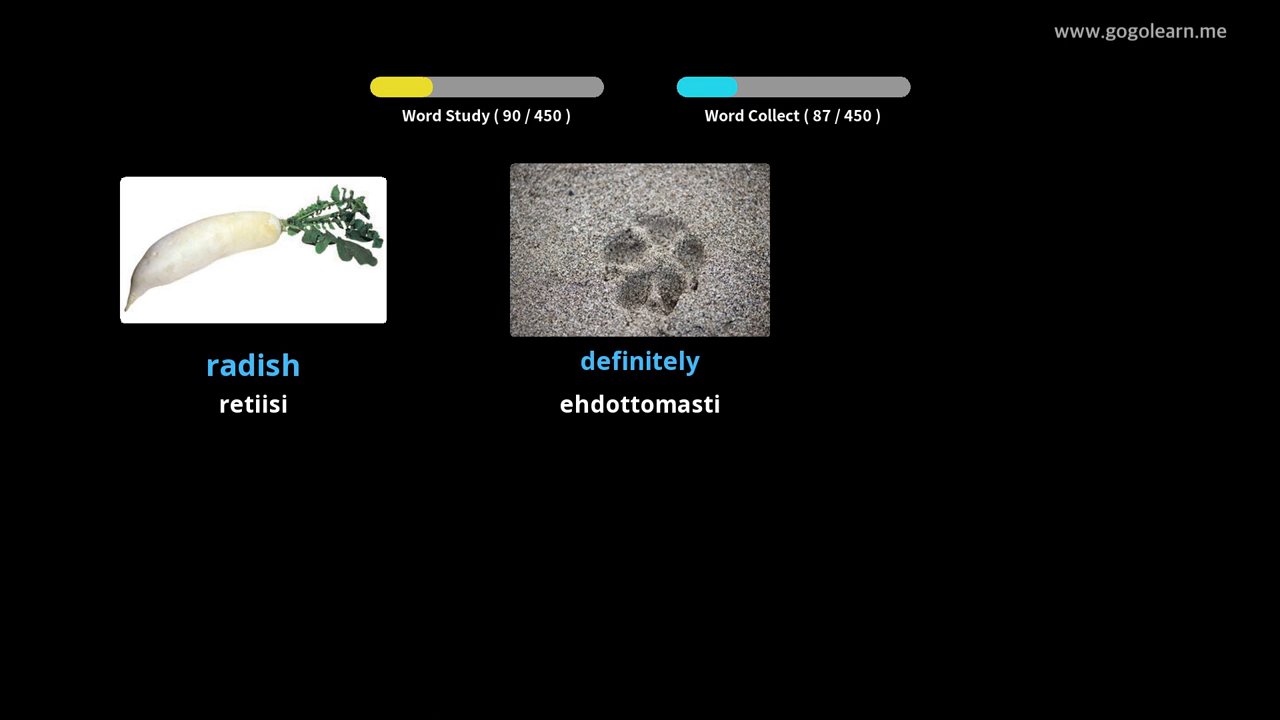 www.gogolearn.me
Word Study ( 90 / 450 )
Word Collect ( 87 / 450 )
radish
retiisi
definitely
ehdottomasti